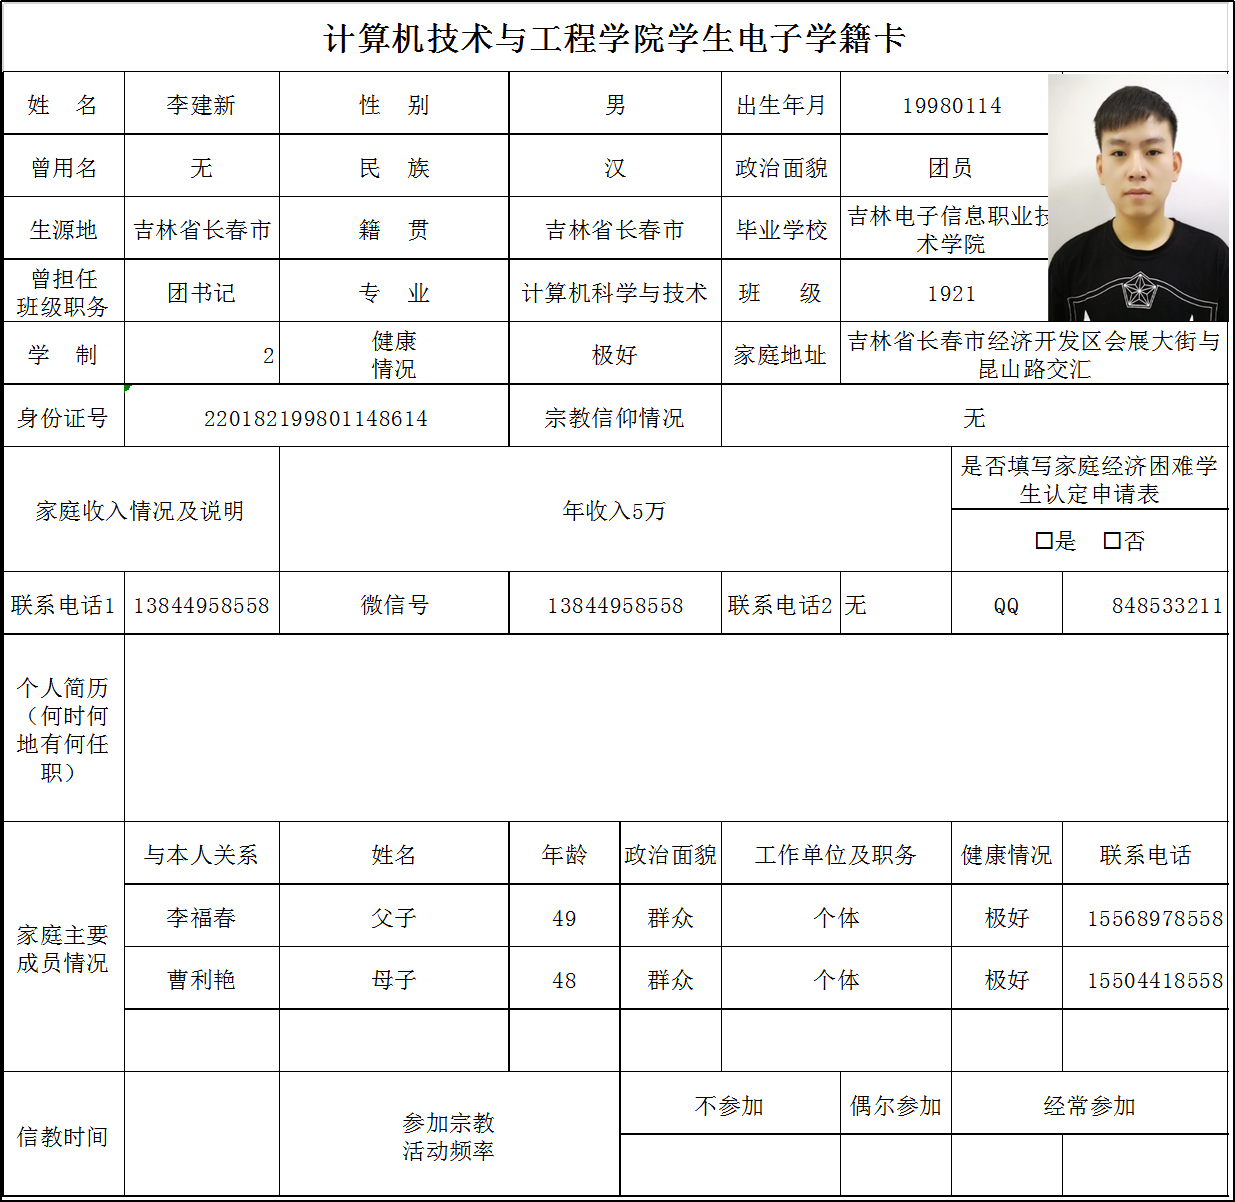 计算机技术与工程学院学生电子学籍卡
姓 名 李建新 性 别 男 出生年月 19980114
曾用名 无 民 族 汉 政治面貌 团员
生源地 吉林省长春市 籍 贯 吉林省长春市 毕业学校 吉林电子信息职业技
术学院
曾担任
班级职务 团书记 专 业 计算机科学与技术 班 级 1921
学 制 2 健康
情况 极好 家庭地址 吉林省长春市经济开发区会展大街与
昆山路交汇
身份证号 220182199801148614 宗教信仰情况 无
家庭收入情况及说明 年收入5万 是否填写家庭经济困难学
生认定申请表
□是 □否
联系电话1 13844958558 微信号 13844958558 联系电话2 无 QQ 848533211
个人简历
（何时何
地有何任
职）
家庭主要
成员情况
与本人关系 姓名 年龄 政治面貌 工作单位及职务 健康情况 联系电话
李福春 父子 49 群众 个体 极好 15568978558
曹利艳 母子 48 群众 个体 极好 15504418558
信教时间 参加宗教
活动频率 不参加 偶尔参加 经常参加